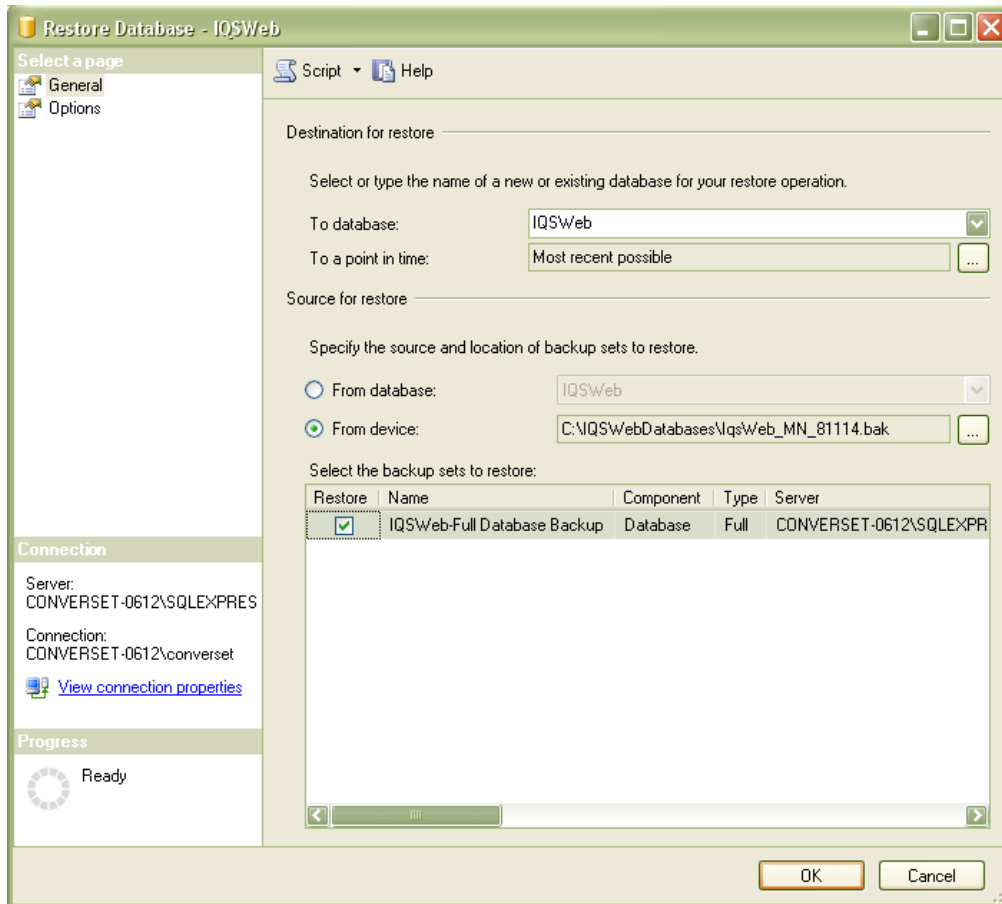 Restore Database - IQSWeb
Select a page
General
Options
Script
Help
Destination for restore
Select or type the name of a new or existing database for your restore operation.
To database:
IQSWeb
To a point in time:
Most recent possible
...
Source for restore
Specify the source and location of backup sets to restore.
From database:
IQSWeb
From device:
C:\IQSWebDatabases\IqsWeb_MN_81114.bak
...
Select the backup sets to restore:
Restore Name Component Type Server
IQSWeb-Full Database Backup Database Full CONVERSET-0612\SQLEXPR
Connection
Server:
CONVERSET-0612\SQLEXPRES
Connection:
CONVERSET-0612\converset
View connection properties
Progress
Ready
OK
Cancel